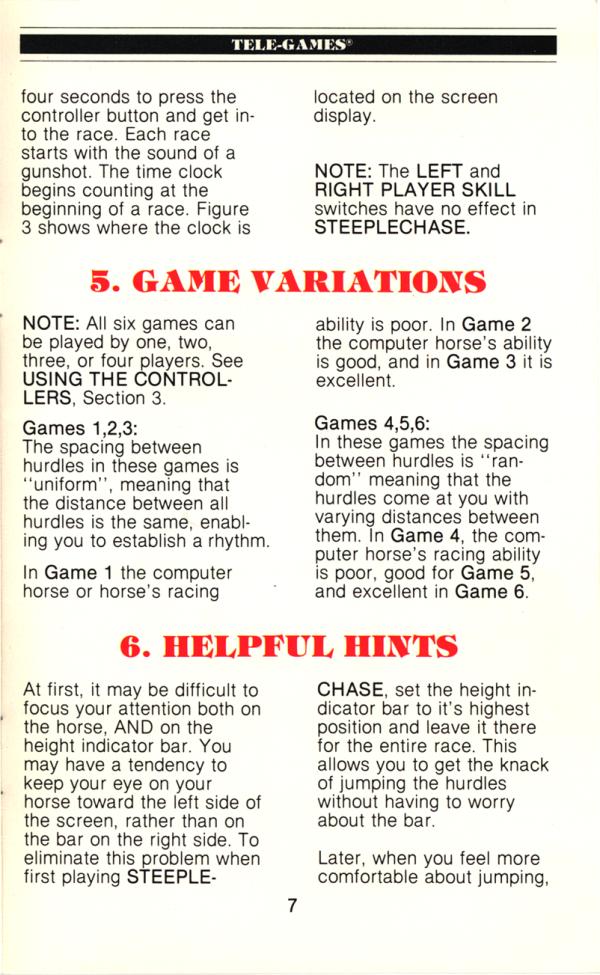 TELE-GAMES®
four seconds to press the
controller button and get in-
to the race. Each race
starts with the sound of a
gunshot. The time clock
begins counting at the
beginning of a race. Figure
3 shows where the clock is
located on the screen
display.
NOTE: The LEFT and
RIGHT PLAYER SKILL
switches have no effect in
STEEPLECHASE.
5. GAME VARIATIONS
NOTE: All six games can
be played by one, two,
three, or four players. See
USING THE CONTROL-
LERS, Section 3.
Games 1,2,3:
The spacing between
hurdles in these games is
"uniform", meaning that
the distance between all
hurdles is the same, enabl-
ing you to establish a rhythm.
In Game 1 the computer
horse or horse's racing
ability is poor. In Game 2
the computer horse's ability
is good, and in Game 3 it is
excellent.
Games 4,5,6:
In these games the spacing
between hurdles is "ran-
dom" meaning that the
hurdles come at you with
varying distances between
them. In Game 4, the com-
puter horse's racing ability
is poor, good for Game 5,
and excellent in Game 6.
6. HELPFUL HINTS
At first, it may be difficult to
focus your attention both on
the horse, AND on the
height indicator bar. You
may have a tendency to
keep your eye on your
horse toward the left side of
the screen, rather than on
the bar on the right side. To
eliminate this problem when
first playing STEEPLE-
CHASE, set the height in-
dicator bar to it's highest
position and leave it there
for the entire race. This
allows you to get the knack
of jumping the hurdles
without having to worry
about the bar.
Later, when you feel more
comfortable about jumping,
7